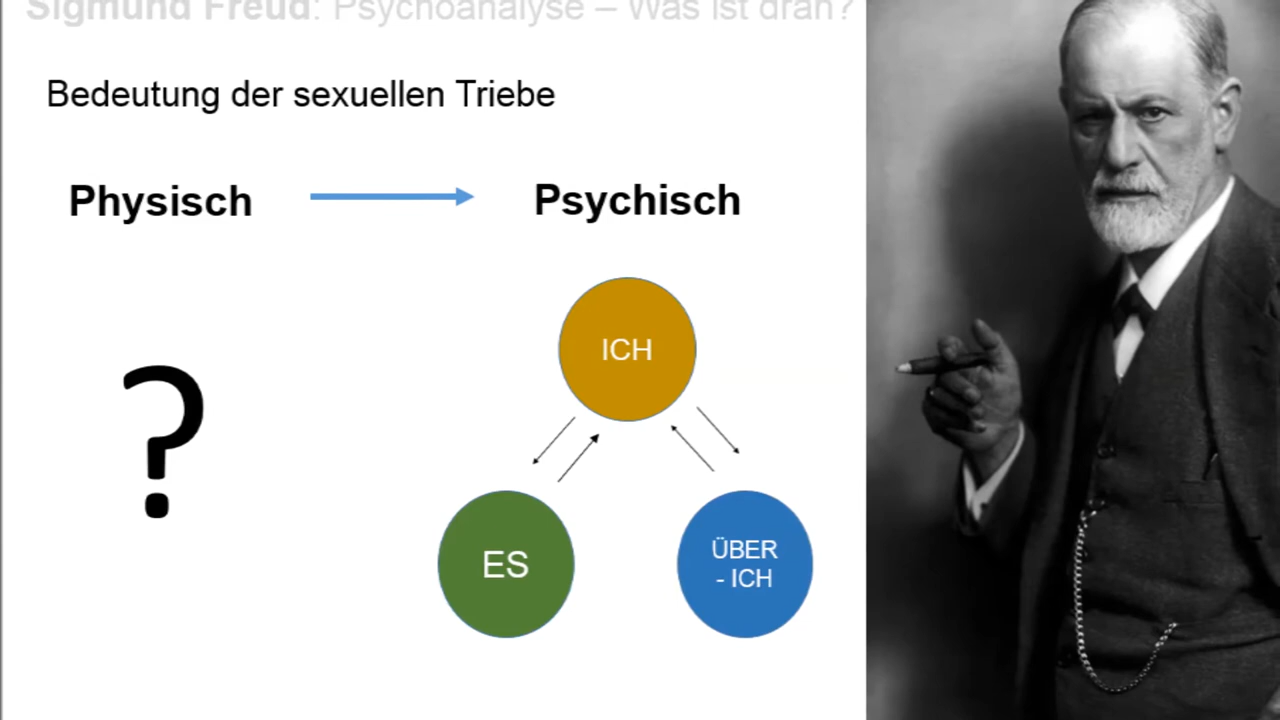 Sigmund Freud: Psychoanalyse – Was ist dran?
Bedeutung der sexuellen Triebe
Physisch
Psychisch
?
ICH
ES
ÜBER
- ICH